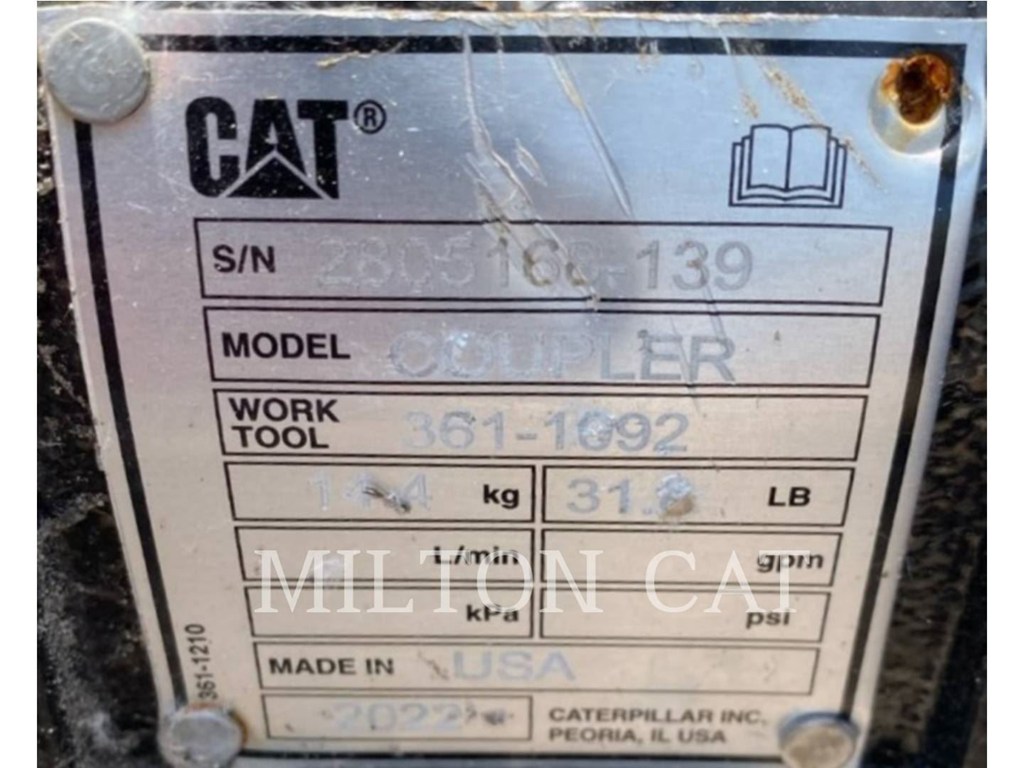 CAT®
S/N
MODEL COUPLER
WORK TOOL 361-1092
kg LB
L/min gpm
kPa psi
MADE IN USA
2022 CATERPILLAR INC.
PEORIA, IL USA
361-1210
MILTON CAT